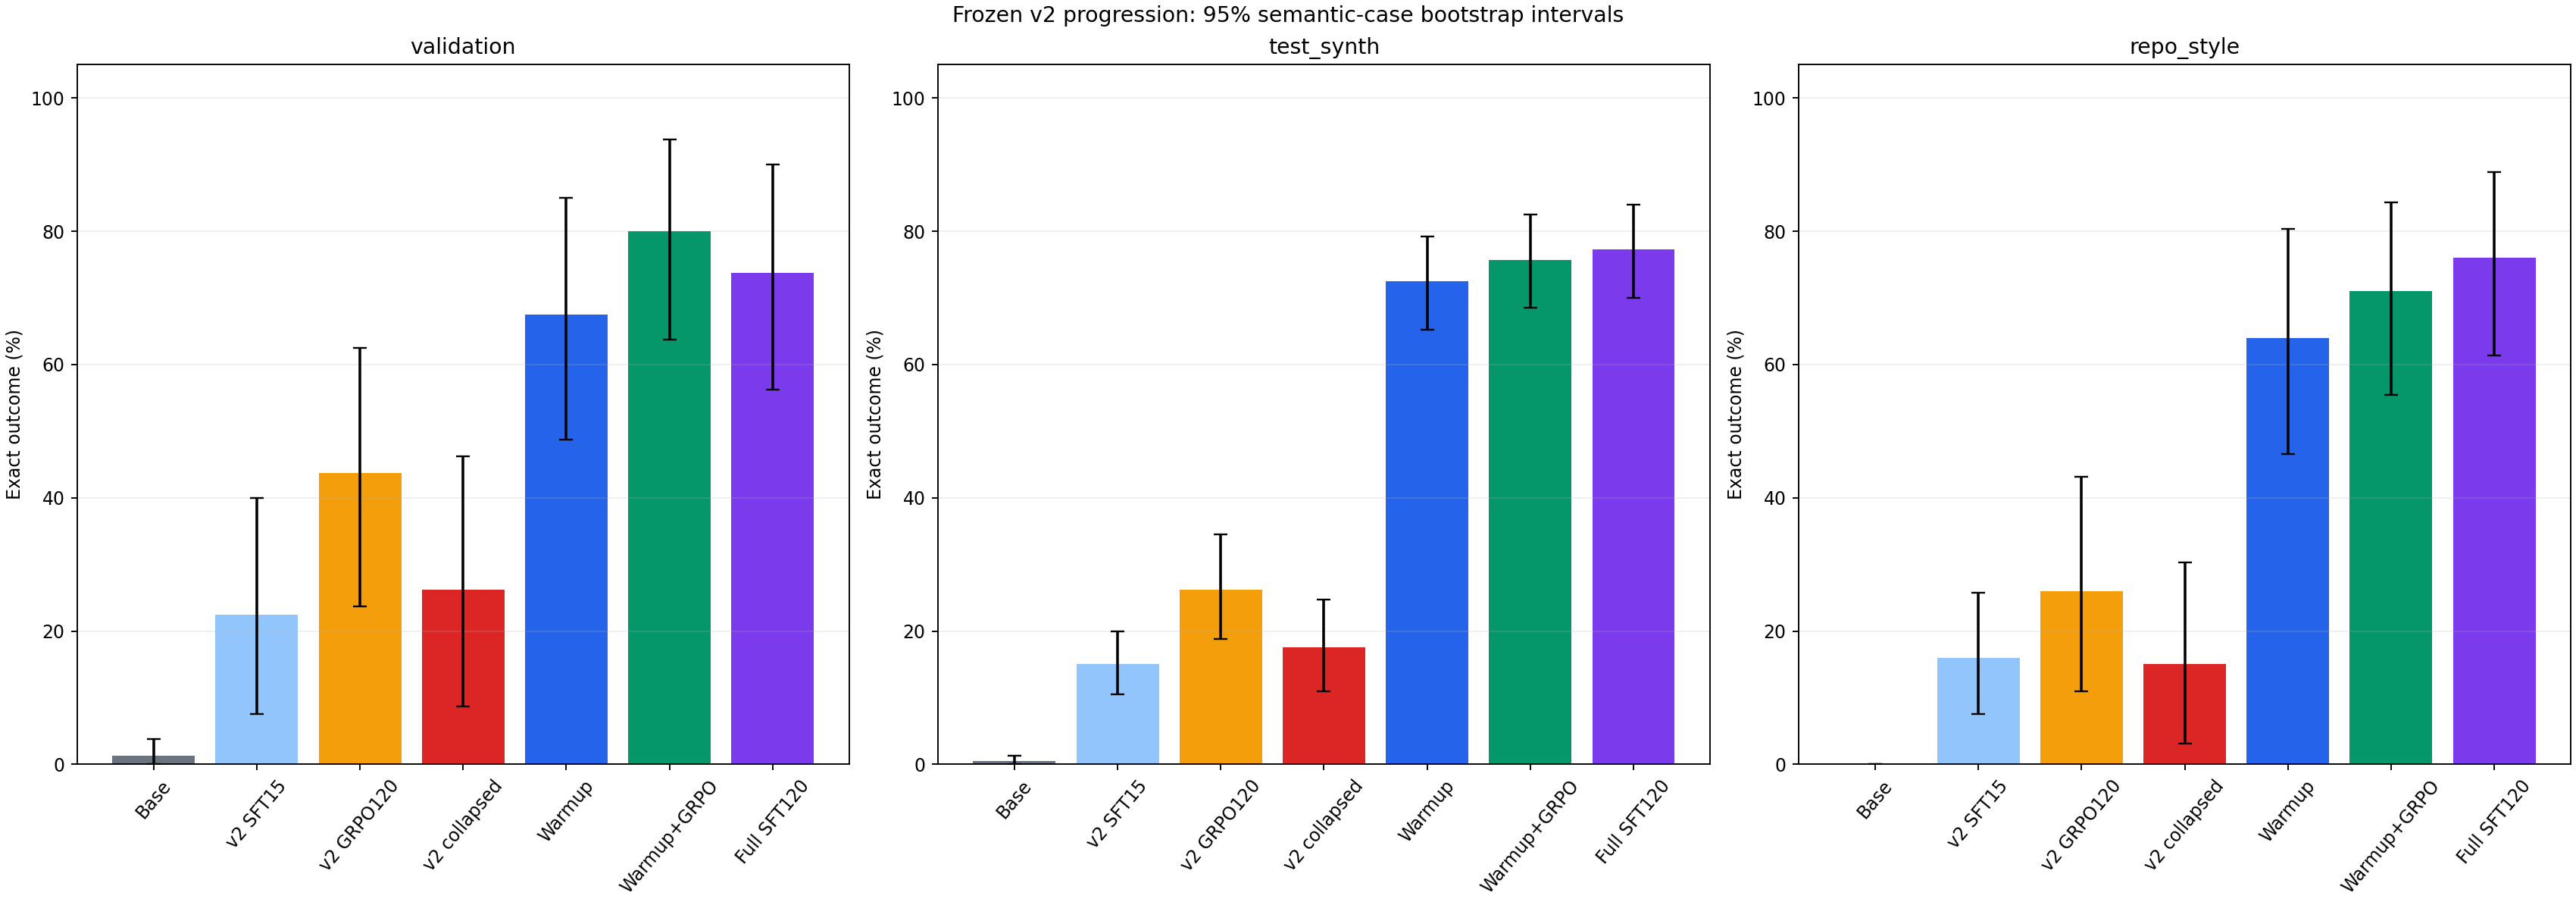 Frozen v2 progression: 95% semantic-case bootstrap intervals
validation
Exact outcome (%)
100
80
60
40
20
0
Base
v2 SFT15
v2 GRPO120
v2 collapsed
Warmup
Warmup+GRPO
Full SFT120
test_synth
Exact outcome (%)
100
80
60
40
20
0
Base
v2 SFT15
v2 GRPO120
v2 collapsed
Warmup
Warmup+GRPO
Full SFT120
repo_style
Exact outcome (%)
100
80
60
40
20
0
Base
v2 SFT15
v2 GRPO120
v2 collapsed
Warmup
Warmup+GRPO
Full SFT120